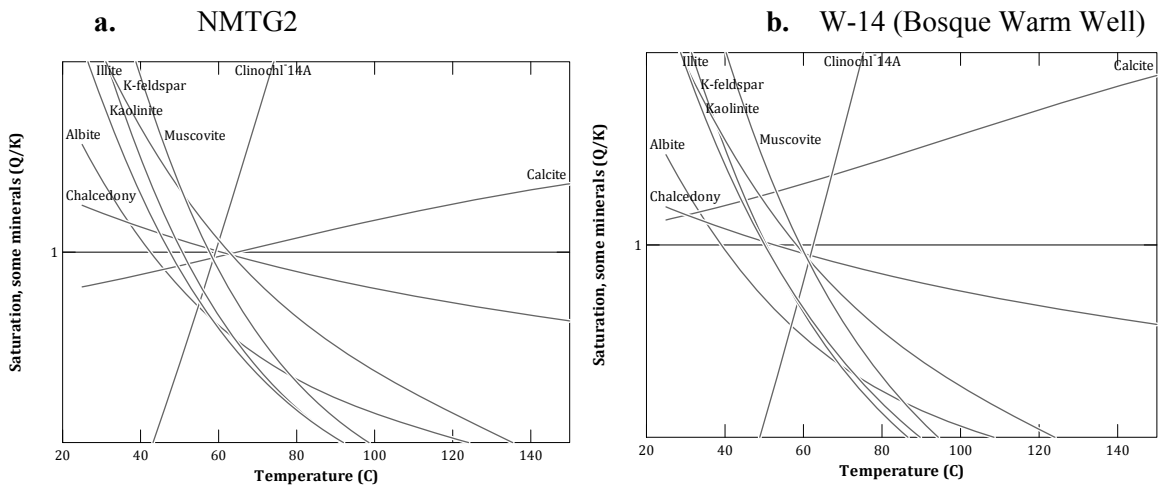 a. NMTG2
Saturation, some minerals (Q/K)
1
Illite
Clinochl-14A
K-feldspar
Kaolinite
Albite
Muscovite
Calcite
Chalcedony
20 40 60 80 100 120 140
Temperature (C)
b. W-14 (Bosque Warm Well)
Saturation, some minerals (Q/K)
1
Illite
Clinochl-14A
Calcite
K-feldspar
Kaolinite
Albite
Muscovite
Chalcedony
20 40 60 80 100 120 140
Temperature (C)